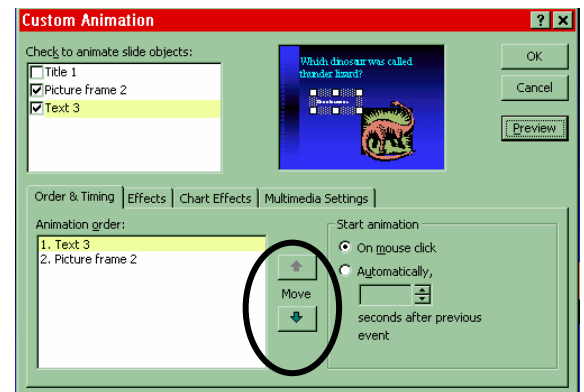 Custom Animation
Check to animate slide objects:
Title 1
Picture frame 2
Text 3
Which dinosaur was called
thunder lizard?
OK
Cancel
Preview
Order & Timing
Effects
Chart Effects
Multimedia Settings
Animation order:
1. Text 3
2. Picture frame 2
Move
Start animation
On mouse click
Automatically,
seconds after previous
event